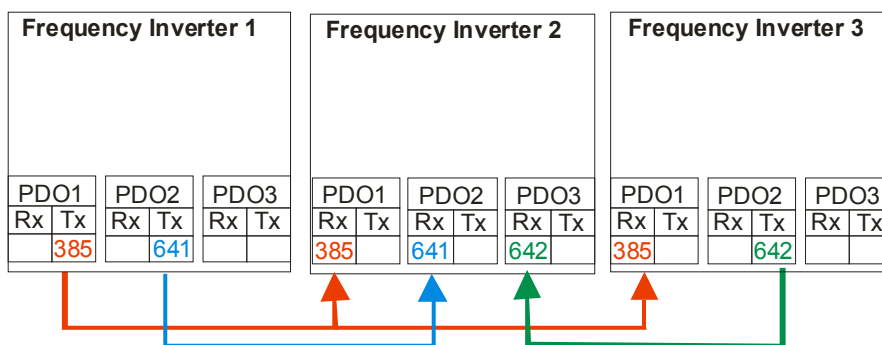 Frequency Inverter 1 Frequency Inverter 2 Frequency Inverter 3
PDO1 PDO2 PDO3 PDO1 PDO2 PDO3 PDO1 PDO2 PDO3
Rx Tx Rx Tx Rx Tx Rx Tx Rx Tx Rx Tx Rx Tx Rx Tx Rx Tx
385 641 385 641 642 385 642